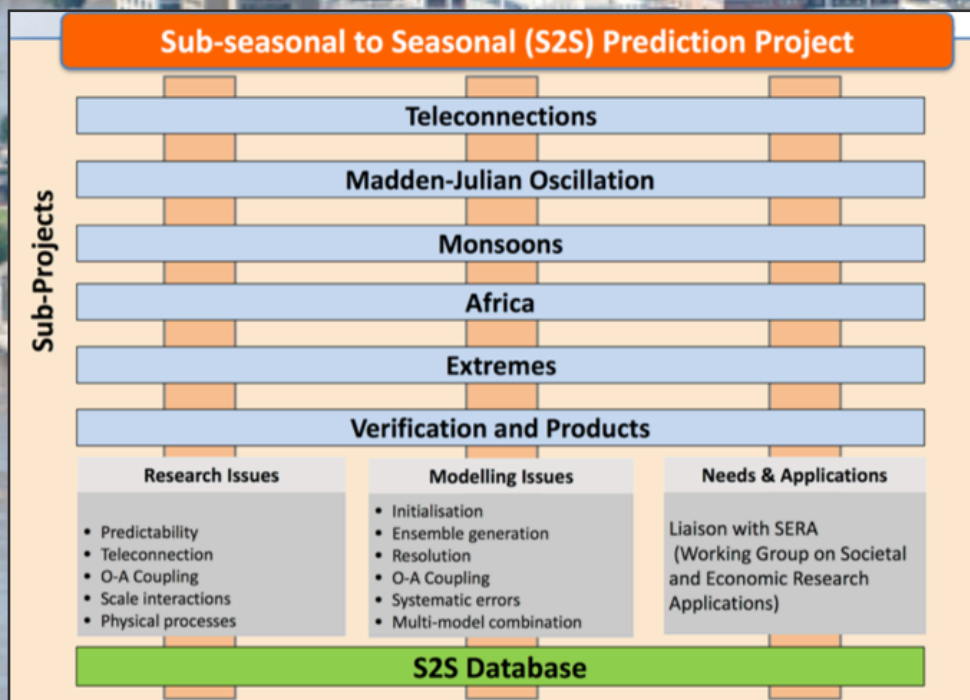 Sub-seasonal to Seasonal (S2S) Prediction Project
Sub-Projects
Teleconnections
Madden-Julian Oscillation
Monsoons
Africa
Extremes
Verification and Products
Research Issues
• Predictability
• Teleconnection
• O-A Coupling
• Scale interactions
• Physical processes
Modelling Issues
• Initialisation
• Ensemble generation
• Resolution
• O-A Coupling
• Systematic errors
• Multi-model combination
Needs & Applications
Liaison with SERA
(Working Group on Societal
and Economic Research
Applications)
S2S Database